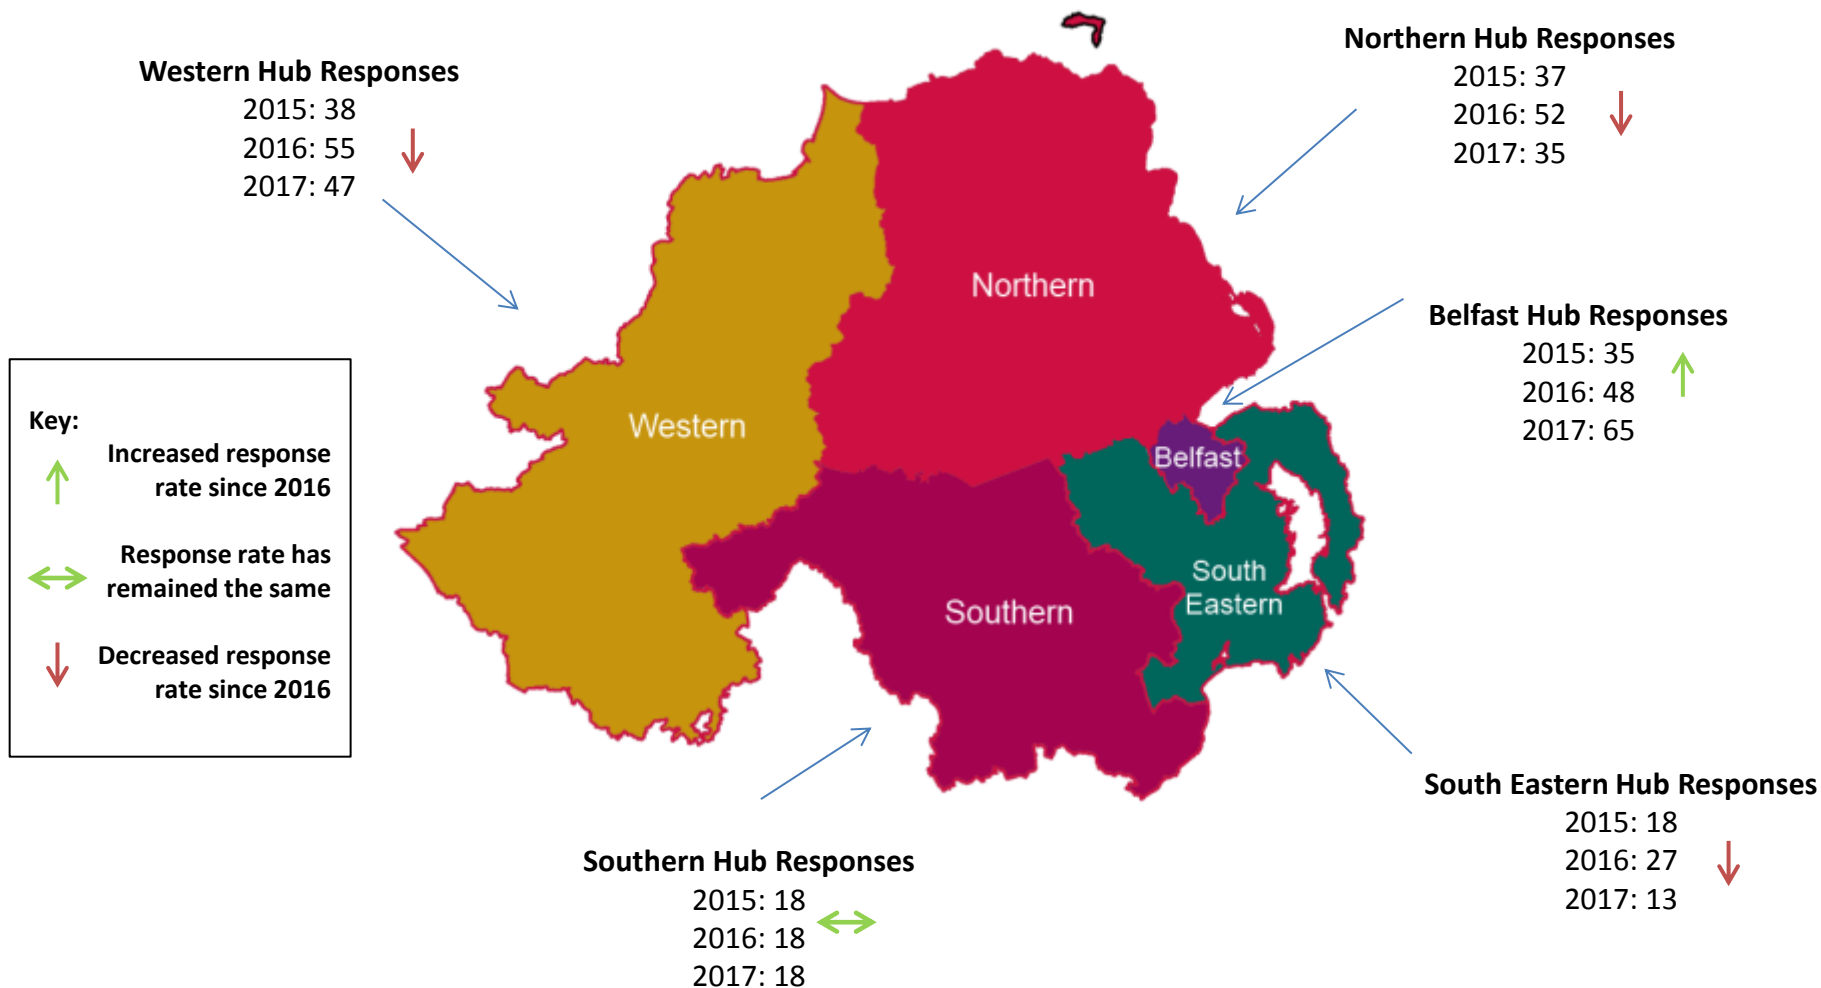 Western Hub Responses
2015: 38
2016: 55
2017: 47
Northern Hub Responses
2015: 37
2016: 52
2017: 35
Belfast Hub Responses
2015: 35
2016: 48
2017: 65
Key:
Increased response
rate since 2016
Response rate has
remained the same
Decreased response
rate since 2016
Northern
Western
Belfast
South
Eastern
Southern
South Eastern Hub Responses
2015: 18
2016: 27
2017: 13
Southern Hub Responses
2015: 18
2016: 18
2017: 18